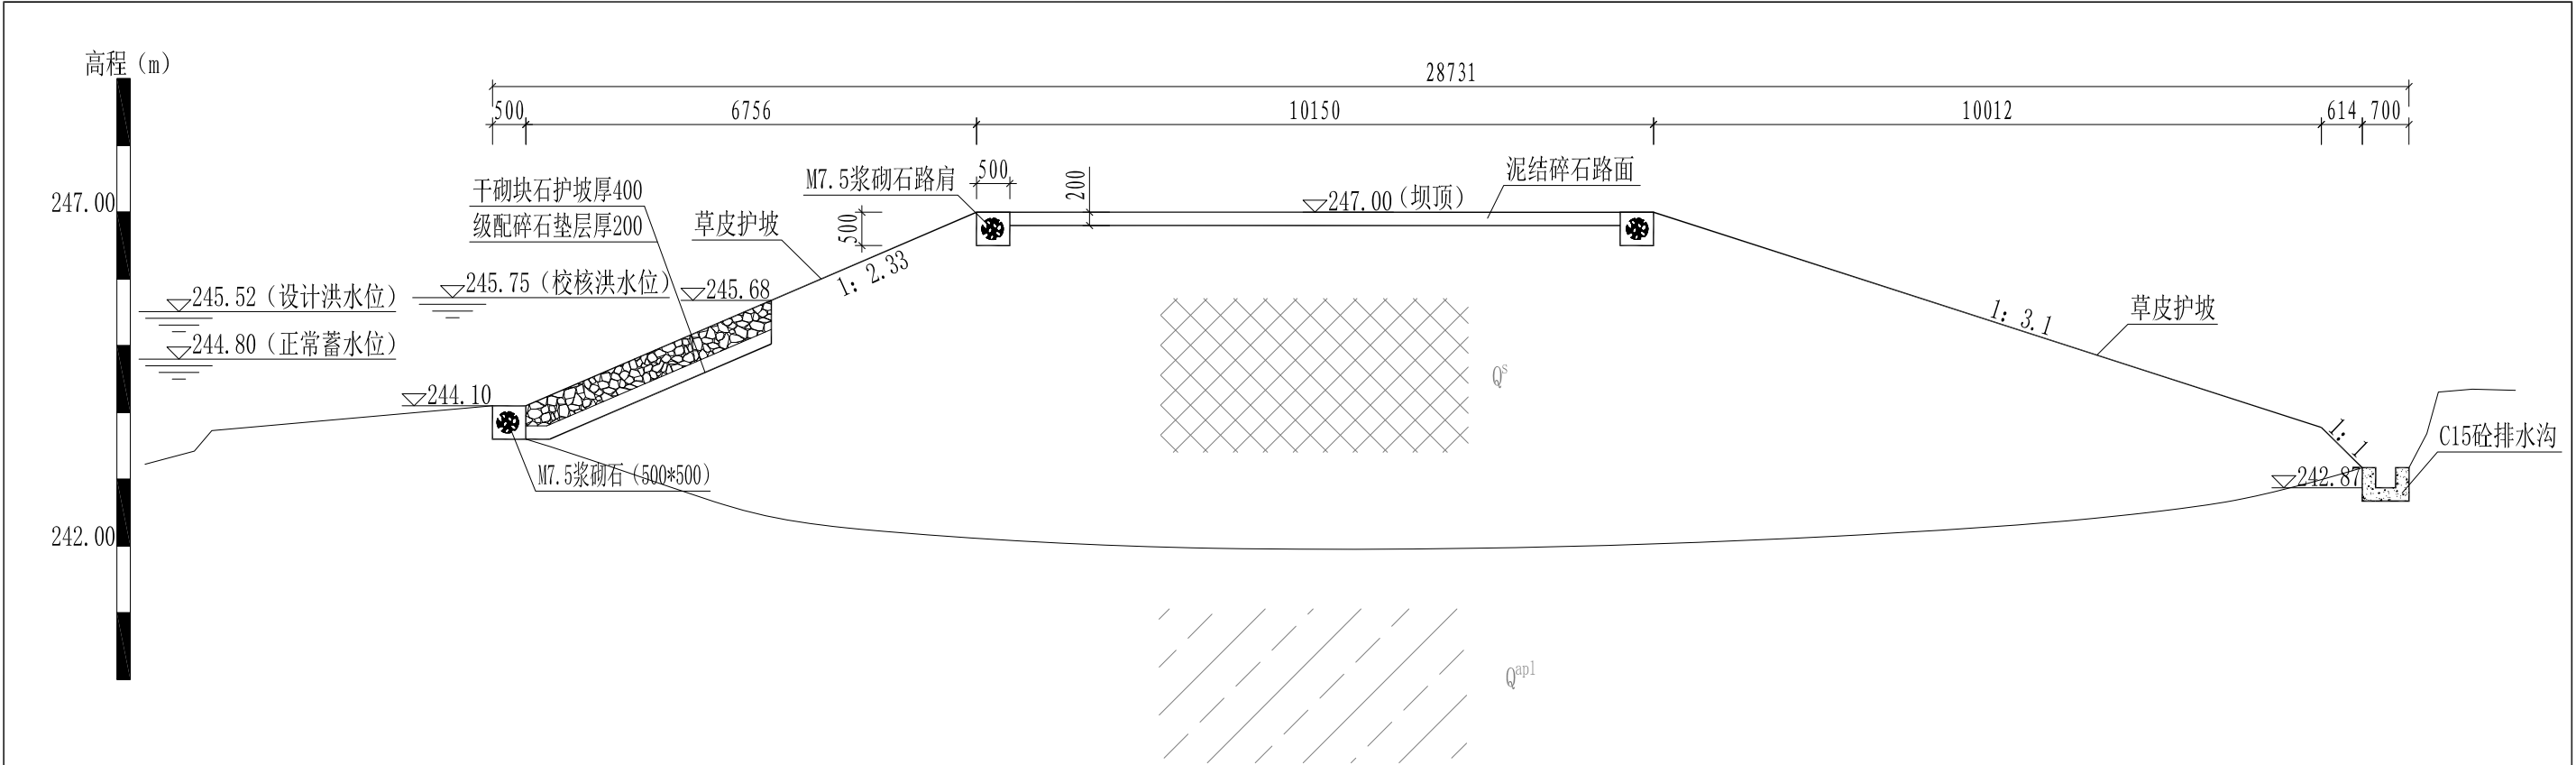 高程（m）
28731
500
6756
10150
10012
614
700
M7.5浆砌石路肩
500
200
泥结碎石路面
干砌块石护坡厚400
247.00
247.00（坝顶）
级配碎石垫层厚200
草皮护坡
500
1: 2.33
245.52（设计洪水位）
245.75（校核洪水位）
245.68
1: 3.1
草皮护坡
244.80（正常蓄水位）
Qs
244.10
1: 1
C15砼排水沟
M7.5浆砌石（500*500）
242.87
242.00
Qapl